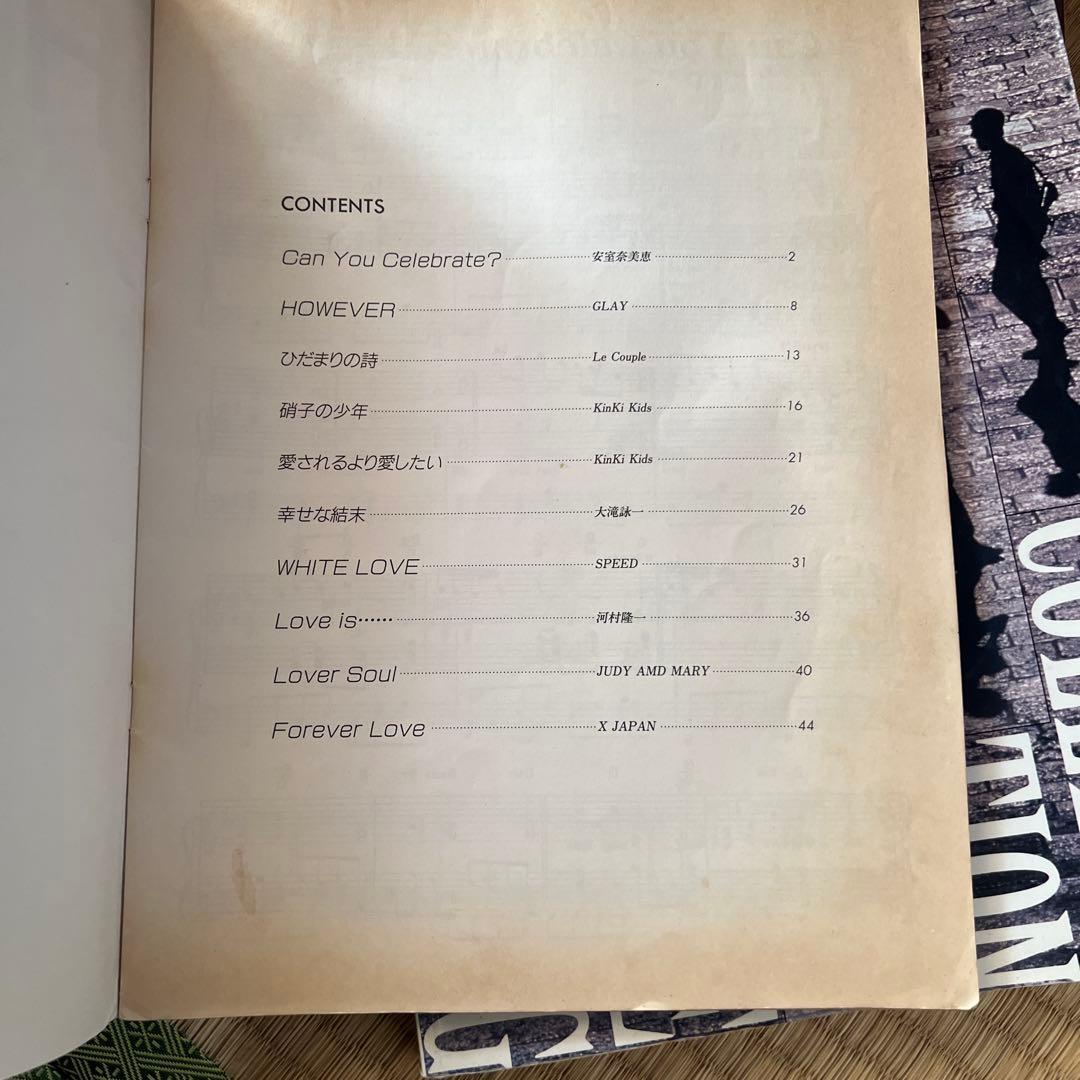 CONTENTS
Can You Celebrate? 安室奈美恵 2
HOWEVER GLAY 8
ひだまりの詩 Le Couple 13
硝子の少年 KinKi Kids 16
愛されるより愛したい KinKi Kids 21
幸せな結末 大滝詠一 26
WHITE LOVE SPEED 31
Love is…… 河村隆一 36
Lover Soul JUDY AMD MARY 40
Forever Love X JAPAN 44
TION